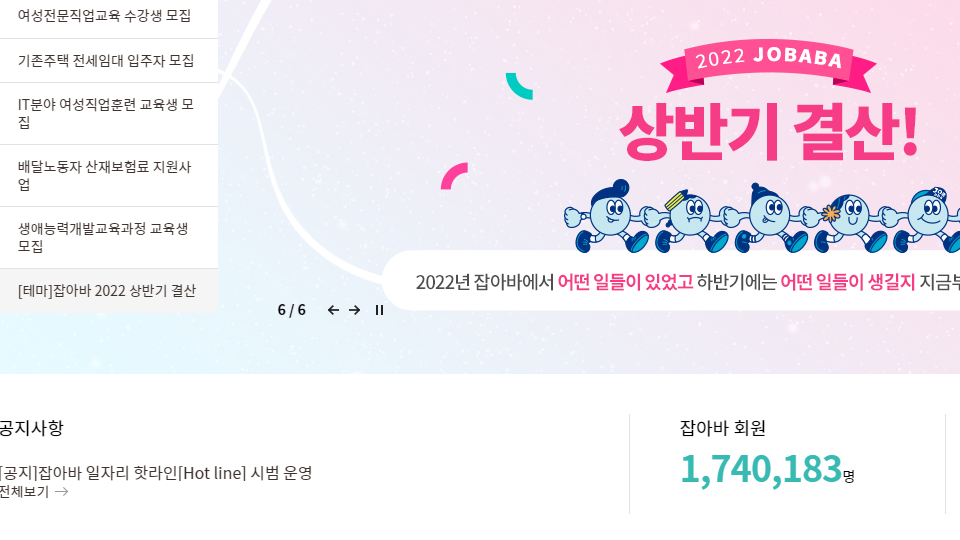 여성전문직업교육 수강생 모집
기존주택 전세임대 입주자 모집
IT분야 여성직업훈련 교육생 모
집
배달노동자 산재보험료 지원사
업
생애능력개발교육과정 교육생
모집
[테마]잡아바 2022 상반기 결산
2022 JOBABA
상반기 결산!
JOB
2022년 잡아바에서 어떤 일들이 있었고 하반기에는 어떤 일들이 생길지 지금부
6 / 6
공지사항
[공지]잡아바 일자리 핫라인[Hot line] 시범 운영
전체보기
잡아바 회원
1,740,183명